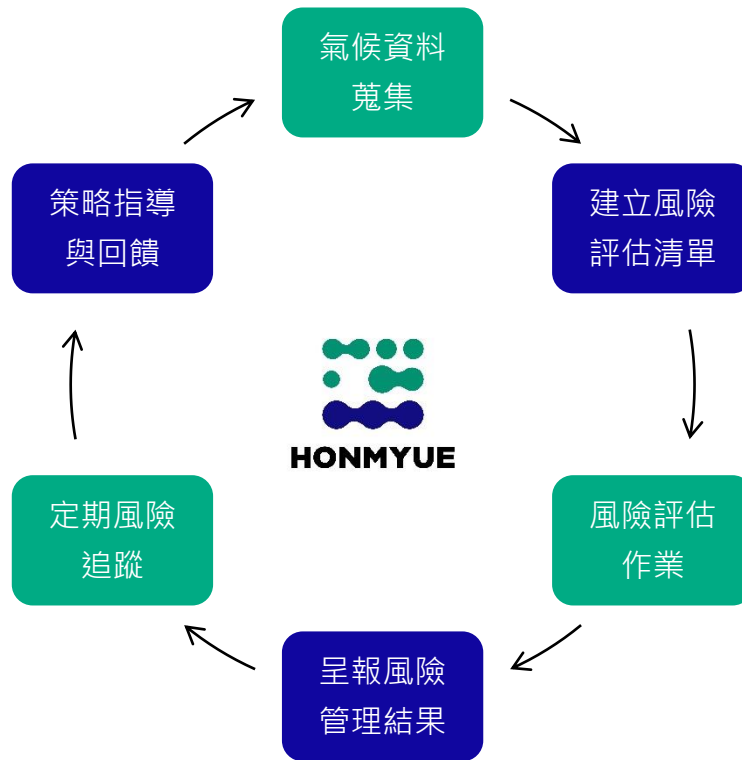 氣候資料
蒐集
建立風險
評估清單
風險評估
作業
呈報風險
管理結果
定期風險
追蹤
策略指導
與回饋
HONMYUE